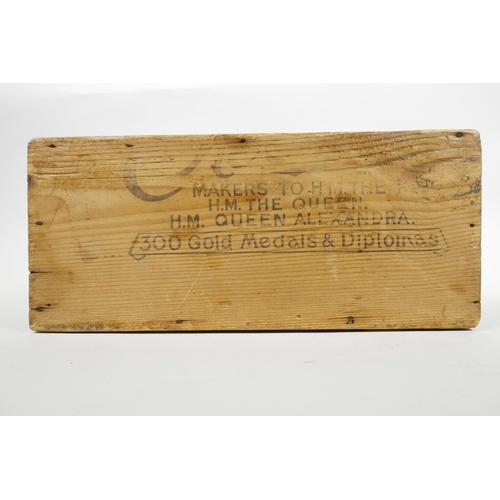 MAKERS TO H.M. THE
H.M. THE QUEEN.
H.M. QUEEN ALEXANDRA.
300 Gold Medals & Diplomas